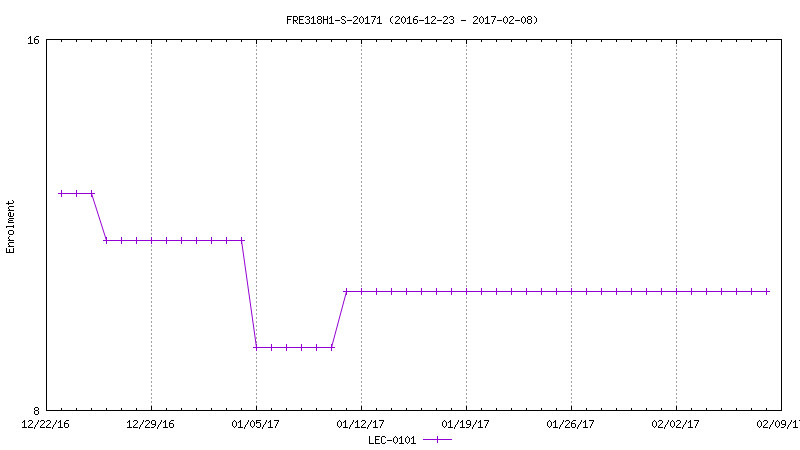 FRE318H1-S-20171 (2016-12-23 - 2017-02-08)
16
Enrolment
8
12/22/16 12/29/16 01/05/17 01/12/17 01/19/17 01/26/17 02/02/17 02/09/1
LEC-0101